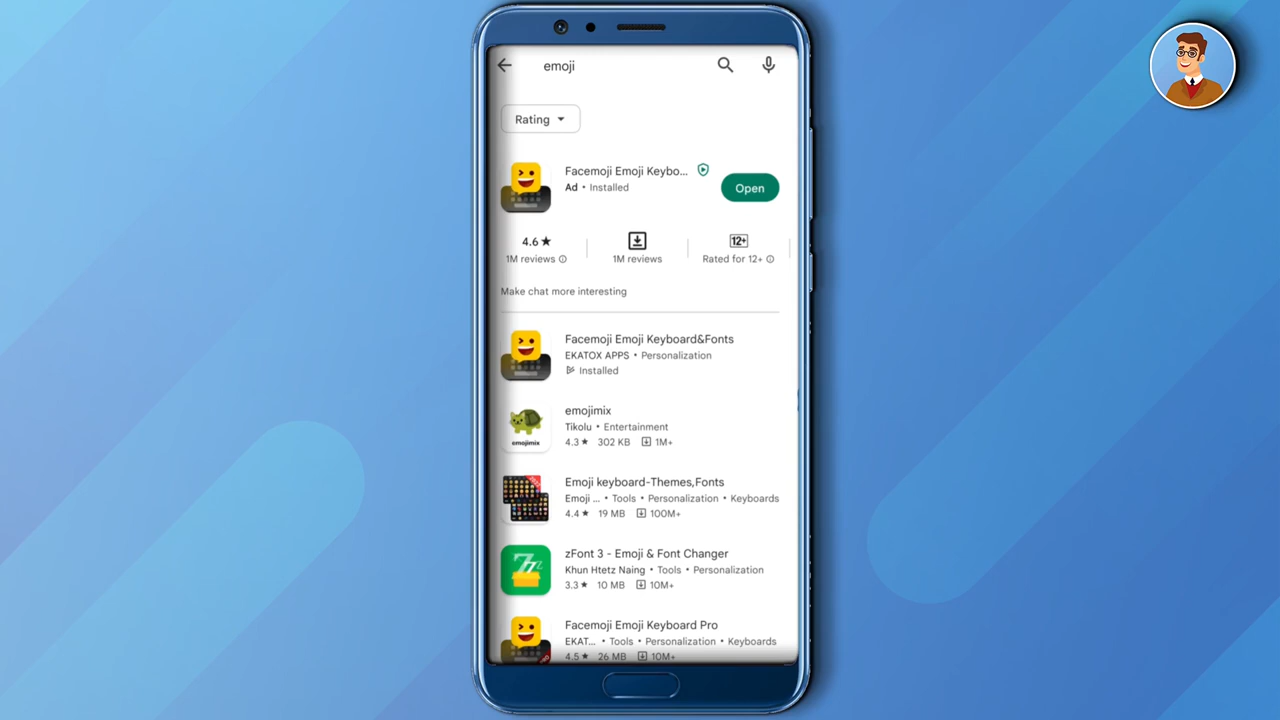 emoji
Rating
Facemoji Emoji Keybo...
Ad • Installed
Open
4.6 ★
1M reviews
1M reviews
12+
Rated for 12+
Make chat more interesting
Facemoji Emoji Keyboard&Fonts
EKATOX APPS • Personalization
Installed
emojimix
emojimix
Tikolu • Entertainment
4.3 ★ 302 KB 1M+
Emoji keyboard-Themes,Fonts
Emoji ... • Tools • Personalization • Keyboards
4.4 ★ 19 MB 100M+
zFont 3 - Emoji & Font Changer
Khun Htetz Naing • Tools • Personalization
3.3 ★ 10 MB 10M+
Facemoji Emoji Keyboard Pro
EKAT... • Tools • Personalization • Keyboards
4.5 ★ 26 MB 10M+